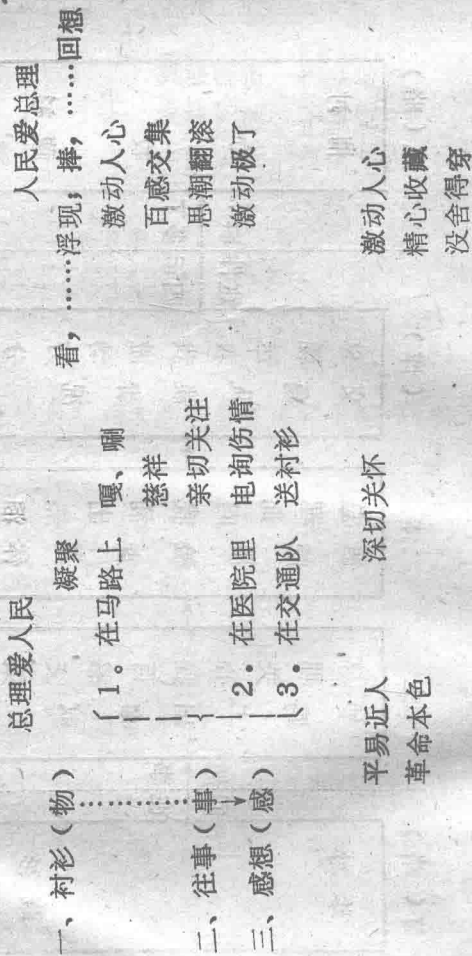 总理爱人民 人民爱总理
一、衬衫（物） 凝聚 看，……浮现；捧，……回想
1。在马路上 嘎、唰 激动人心
慈祥 百感交集
二、往事（事） 亲切关注 思潮翻滚
2。在医院里 电询伤情 激动极了
三、感想（感） 3。在交通队 送衬衫
平易近人 深切关怀 激动人心
革命本色 精心收藏
没舍得穿